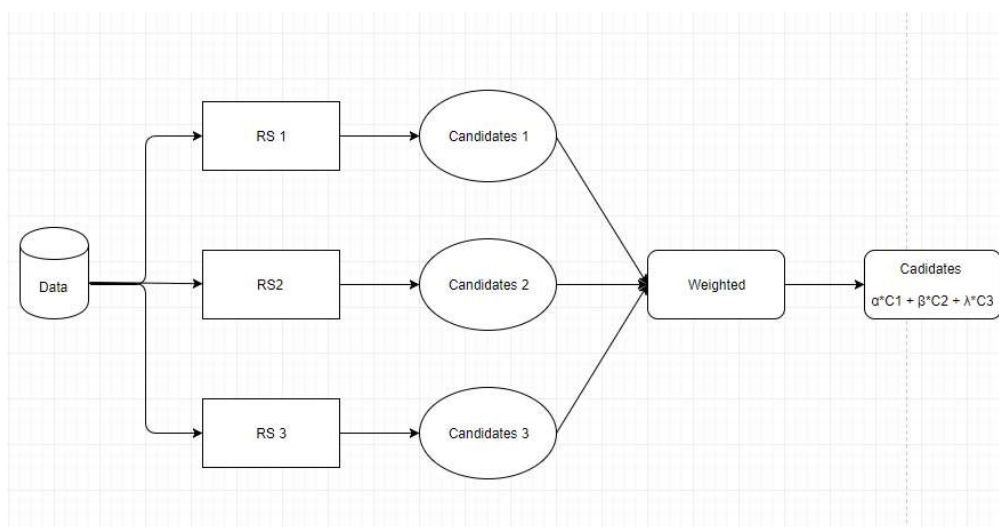 RS 1
Candidates 1
Data
RS2
Candidates 2
Weighted
Cadidates
α*C1 + β*C2 + λ*C3
RS 3
Candidates 3